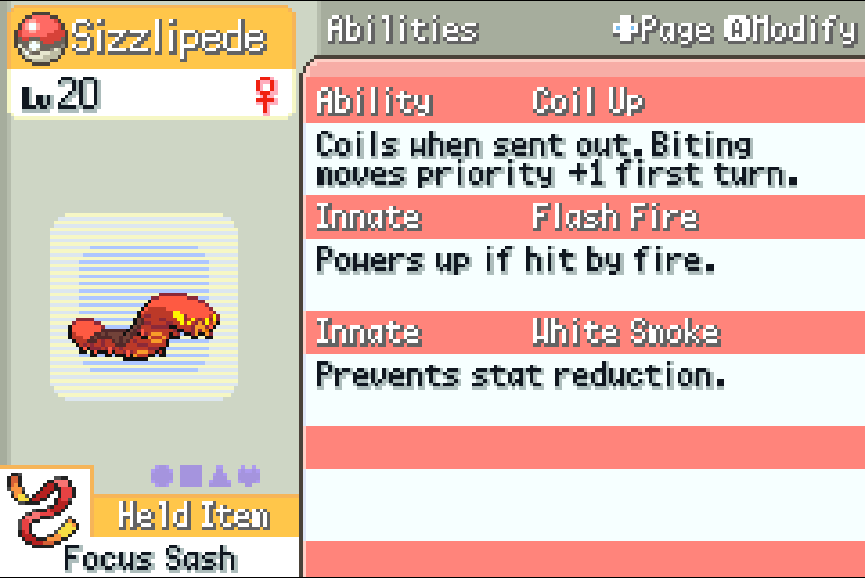 Sizzlipede
Lv20 ♀
Abilities
Page Modify
Ability Coil Up
Coils when sent out. Biting
moves priority +1 first turn.
Innate Flash Fire
Powers up if hit by fire.
Innate White Smoke
Prevents stat reduction.
Held Item
Focus Sash